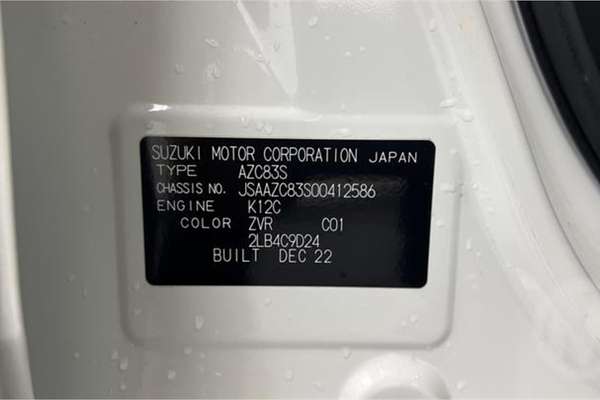 SUZUKI MOTOR CORPORATION JAPAN
TYPE AZC83S
CHASSIS NO. JSAAZC83S00412586
ENGINE K12C
COLOR ZVR C01
2LB4C9D24
BUILT DEC 22